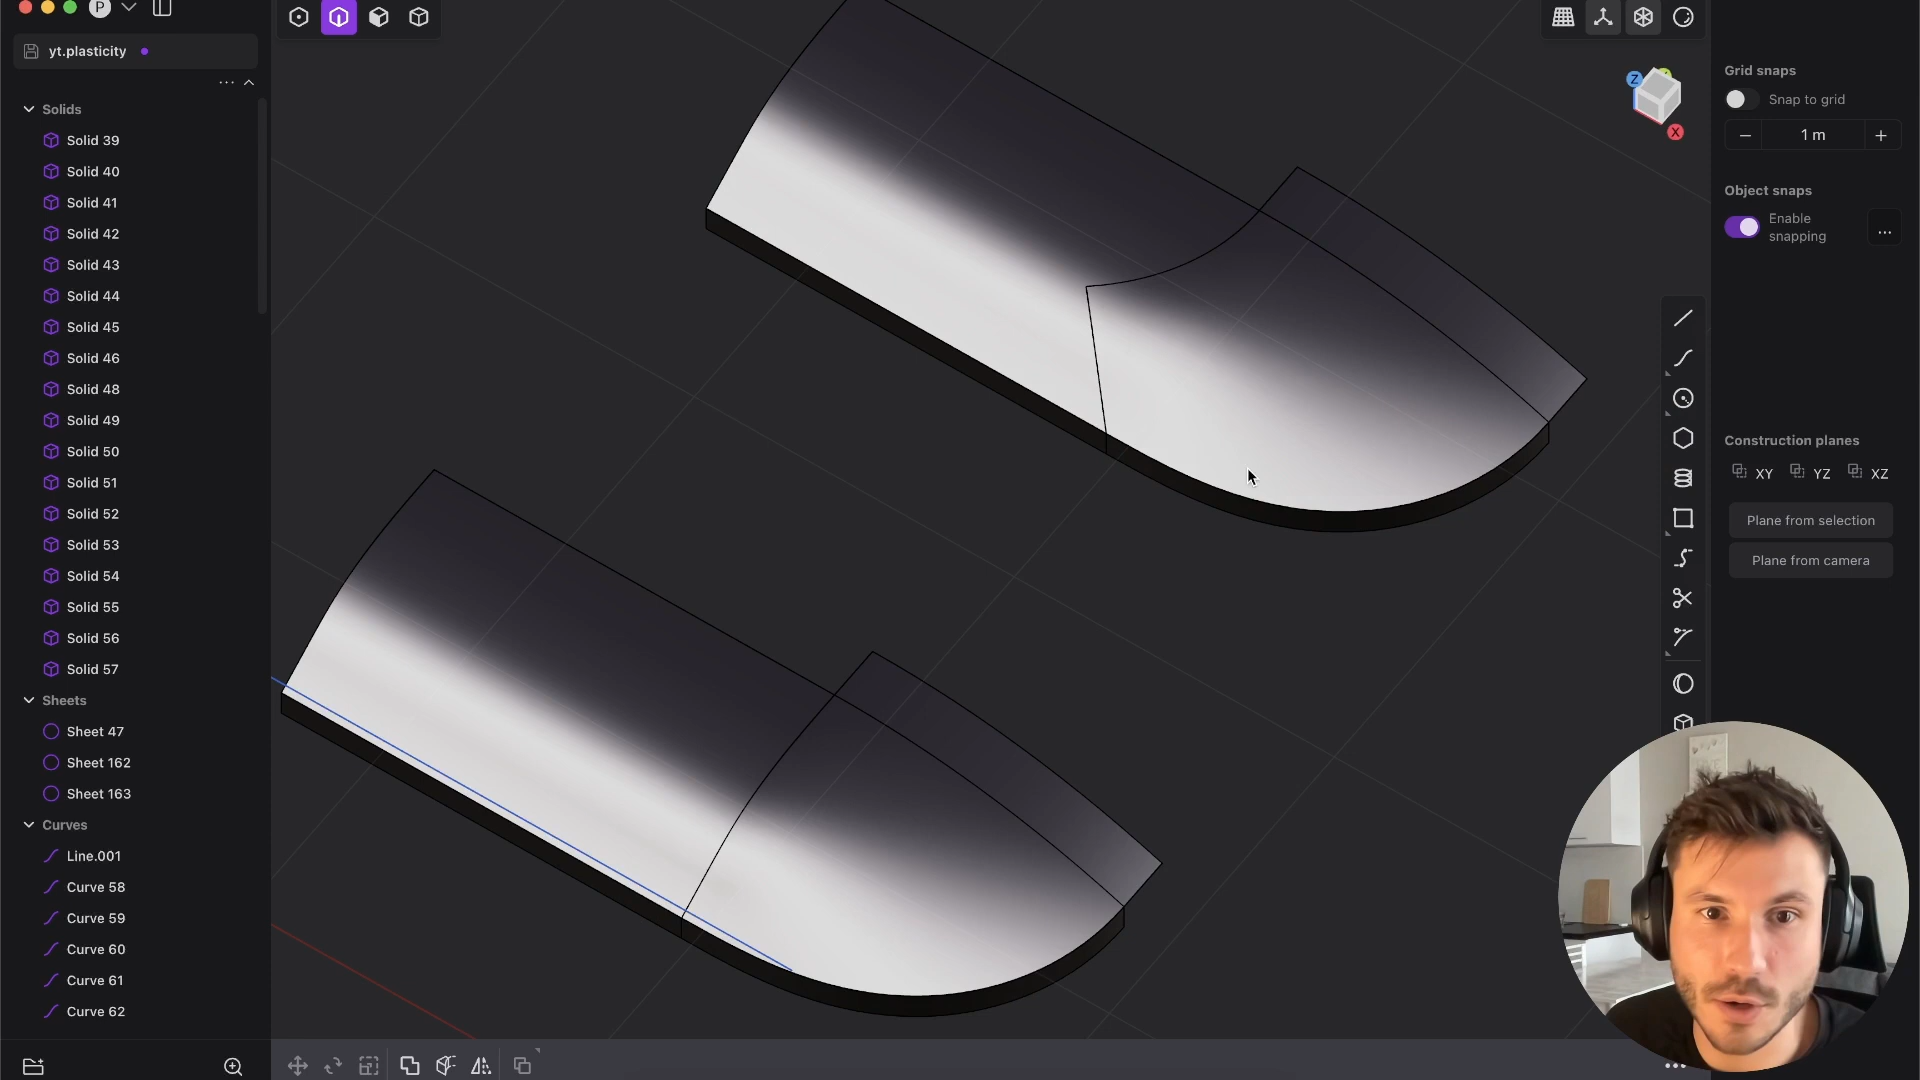 P
yt.plasticity
Solids
Solid 39
Solid 40
Solid 41
Solid 42
Solid 43
Solid 44
Solid 45
Solid 46
Solid 48
Solid 49
Solid 50
Solid 51
Solid 52
Solid 53
Solid 54
Solid 55
Solid 56
Solid 57
Sheets
Sheet 47
Sheet 162
Sheet 163
Curves
Line.001
Curve 58
Curve 59
Curve 60
Curve 61
Curve 62
Z
X
Grid snaps
Snap to grid
1 m
Object snaps
Enable
snapping
...
Construction planes
XY YZ XZ
Plane from selection
Plane from camera